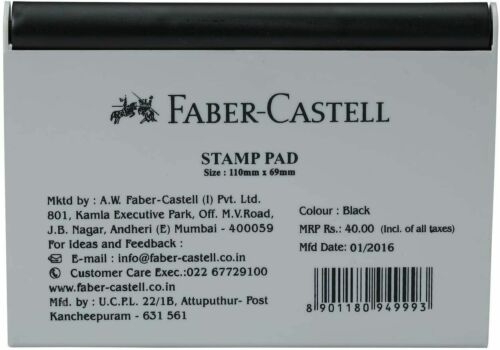 FABER-CASTELL
STAMP PAD
Size : 110mm x 69mm
Mktd by : A.W. Faber-Castell (I) Pvt. Ltd.
801, Kamla Executive Park, Off. M.V.Road,
J.B. Nagar, Andheri (E) Mumbai - 400059
For Ideas and Feedback :
E-mail : info@faber-castell.co.in
Customer Care Exec.:022 67729100
www.faber-castell.co.in
Mfd. by : U.C.P.L. 22/1B, Attuputhur- Post
Kancheepuram - 631 561
Colour : Black
MRP Rs: 40.00 (Incl. of all taxes)
Mfd Date: 01/2016
8901180949993